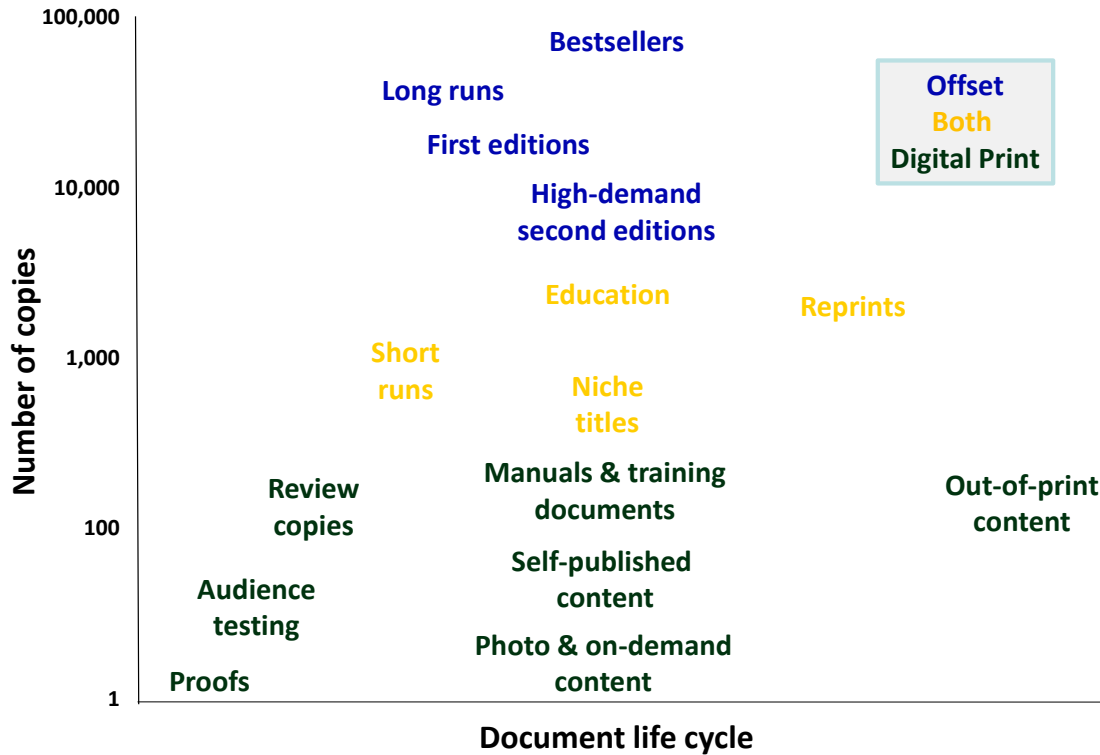 100,000
Bestsellers
Long runs
Offset
Both
Digital Print
First editions
10,000
High-demand
second editions
Number of copies
Education
Reprints
1,000
Short
runs
Niche
titles
Manuals & training
documents
Review
copies
Out-of-print
content
100
Self-published
content
Audience
testing
Photo & on-demand
content
Proofs
1
Document life cycle